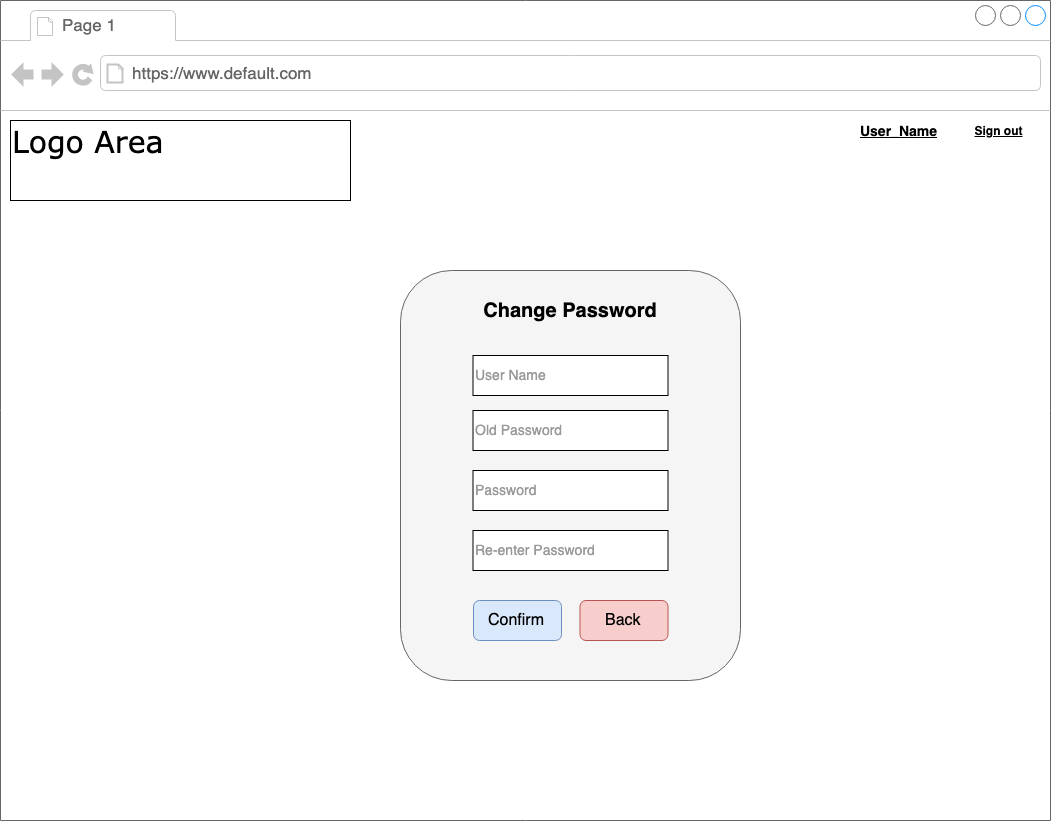 Page 1
https://www.default.com
Logo Area
User_Name
Sign out
Change Password
User Name
Old Password
Password
Re-enter Password
Confirm
Back